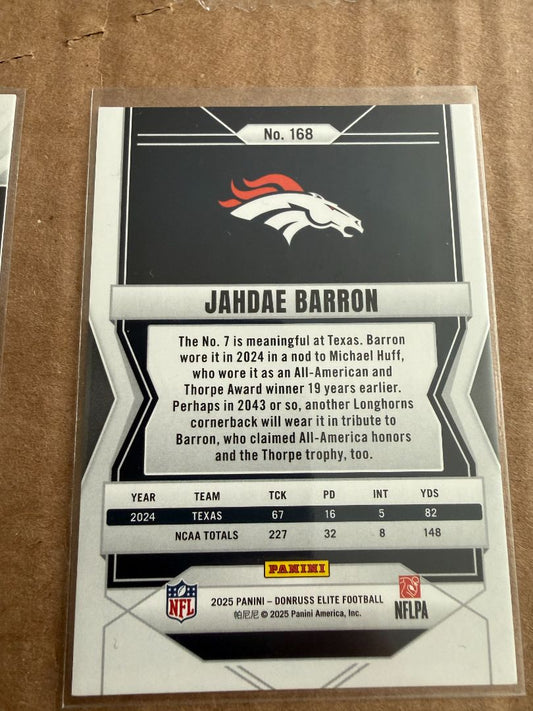 No. 168
JAHDAE BARRON
The No. 7 is meaningful at Texas. Barron
wore it in 2024 in a nod to Michael Huff,
who wore it as an All-American and
Thorpe Award winner 19 years earlier.
Perhaps in 2043 or so, another Longhorns
cornerback will wear it in tribute to
Barron, who claimed All-America honors
and the Thorpe trophy, too.
YEAR TEAM TCK PD INT YDS
2024 TEXAS 67 16 5 82
NCAA TOTALS 227 32 8 148
PANINI
NFL
2025 PANINI – DONRUSS ELITE FOOTBALL
帕尼尼 © 2025 Panini America, Inc.
NFLPA